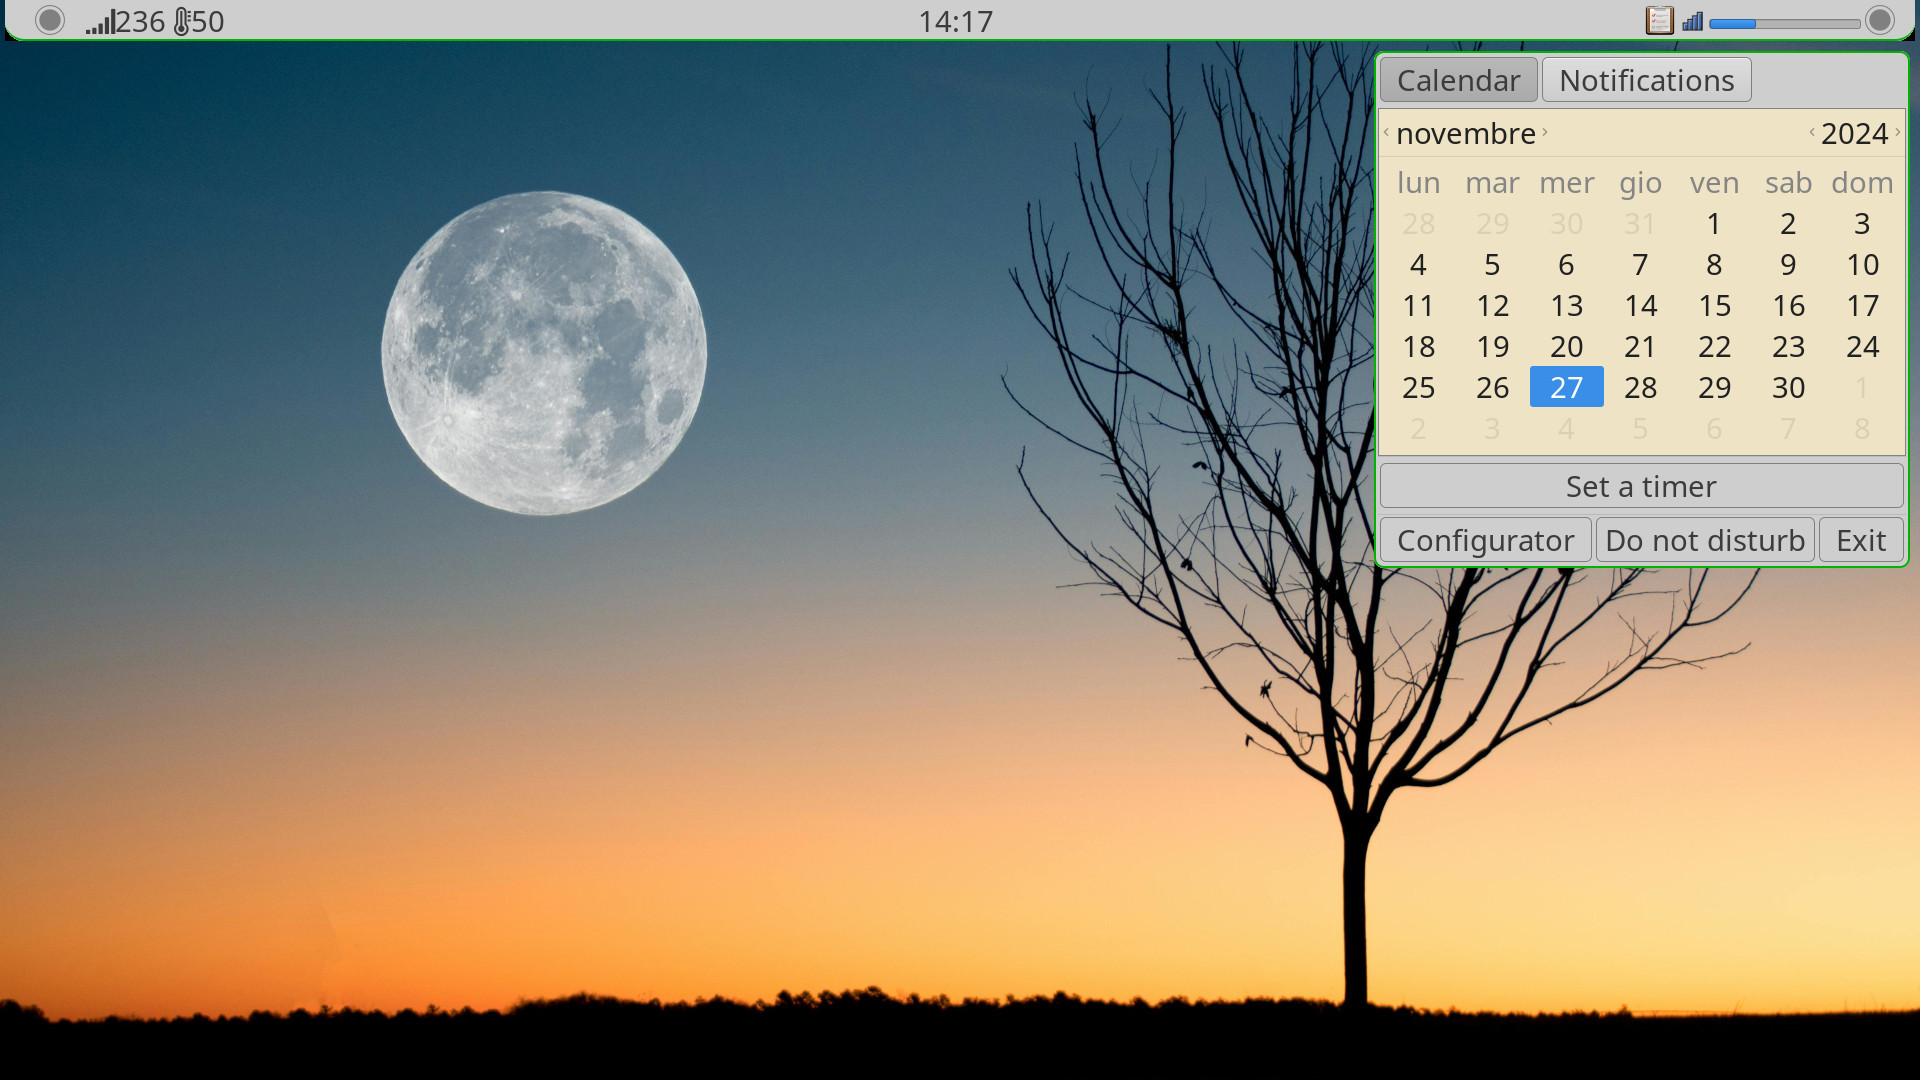 236 50 14:17
Calendar Notifications
novembre 2024
lun mar mer gio ven sab dom
28 29 30 31 1 2 3
4 5 6 7 8 9 10
11 12 13 14 15 16 17
18 19 20 21 22 23 24
25 26 27 28 29 30 1
2 3 4 5 6 7 8
Set a timer
Configurator Do not disturb Exit